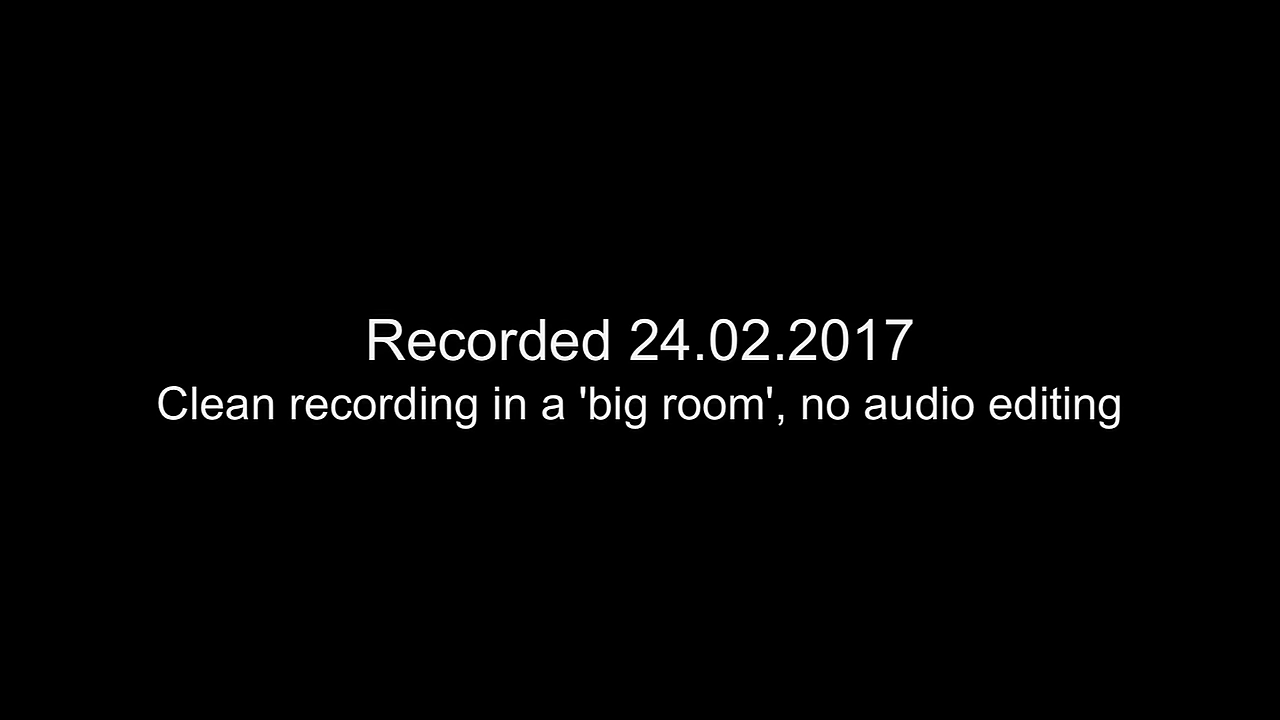 Recorded 24.02.2017
Clean recording in a 'big room', no audio editing